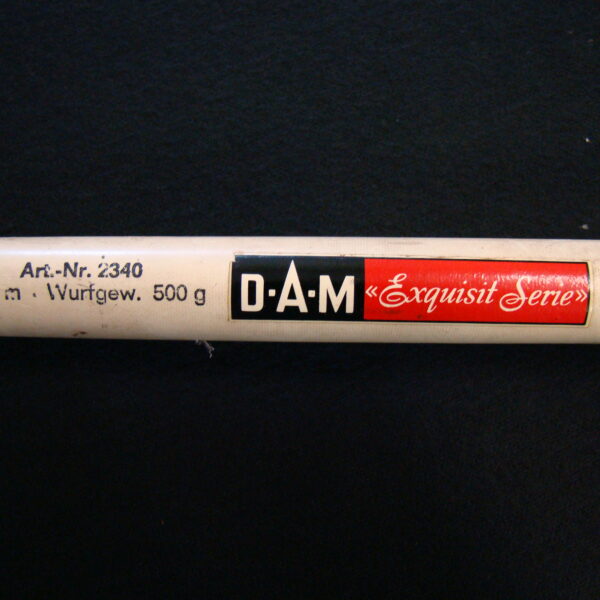 Art.-Nr. 2340
m · Wurfgew. 500 g
D·A·M «Exquisit Serie»